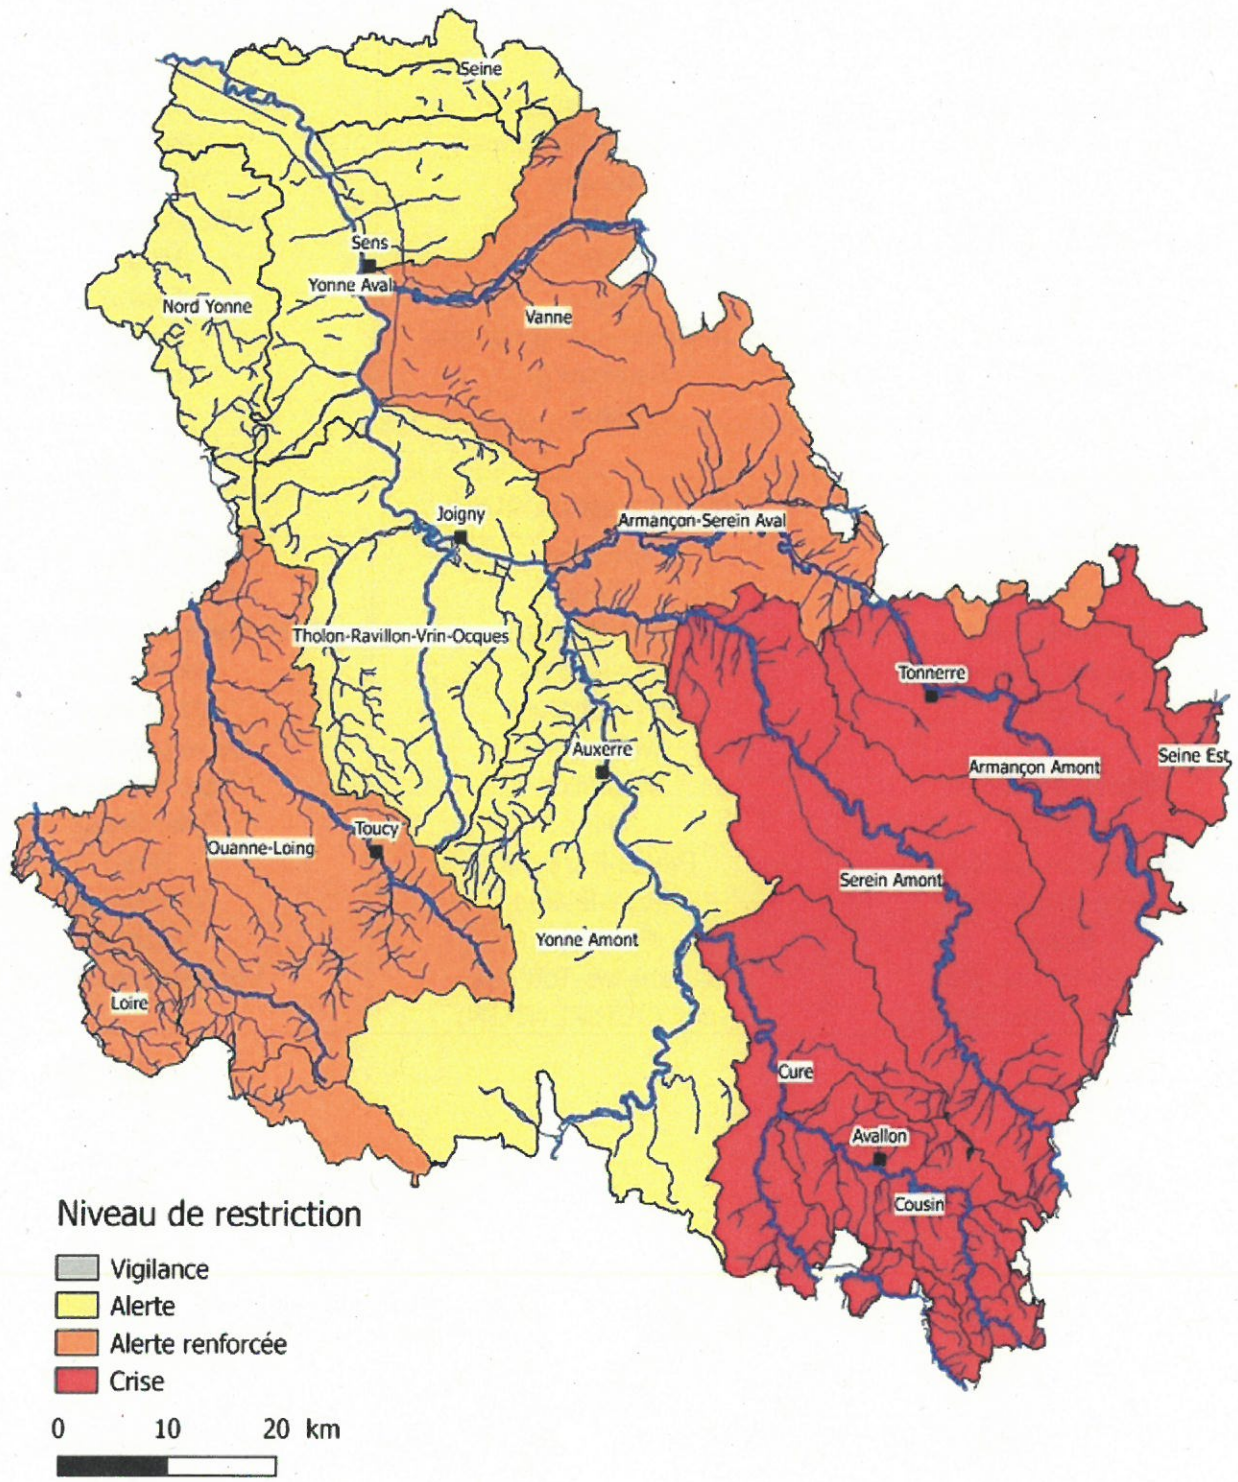 Seine
Sens
Yonne Aval
Nord Yonne
Vanne
Joigny
Armançon-Serein Aval
Tholon-Ravillon-Vrin-Ocques
Tonnerre
Auxerre
Armançon Amont
Seine Est
Toucy
Ouanne-Loing
Serein Amont
Yonne Amont
Loire
Cure
Avallon
Cousin
Niveau de restriction
Vigilance
Alerte
Alerte renforcée
Crise
0 10 20 km